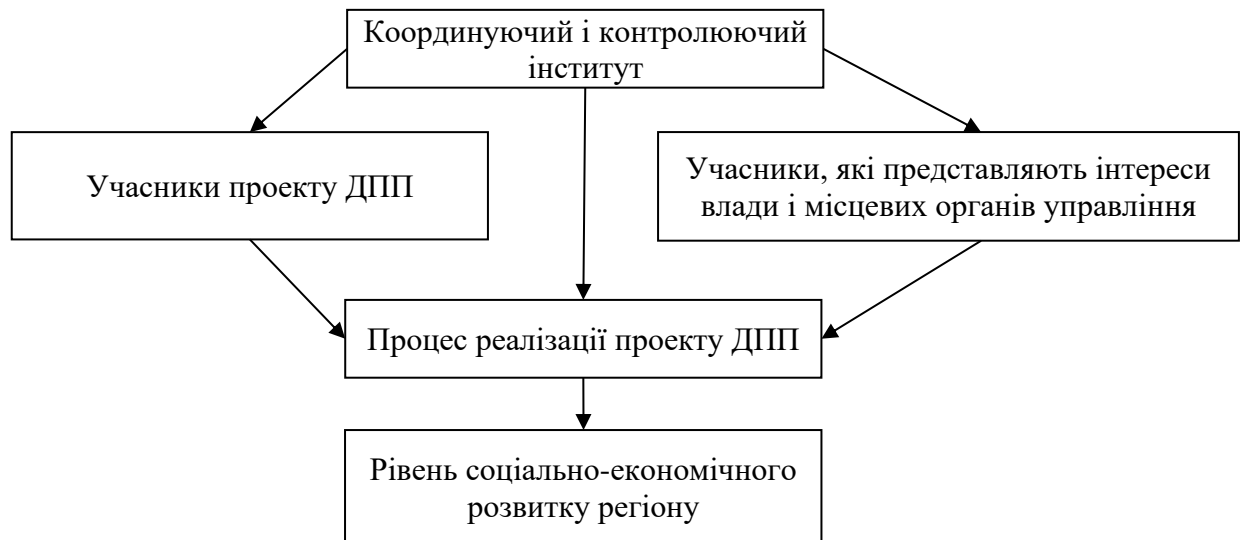 Координуючий і контролюючий
інститут
Учасники проекту ДПП
Учасники, які представляють інтереси
влади і місцевих органів управління
Процес реалізації проекту ДПП
Рівень соціально-економічного
розвитку регіону